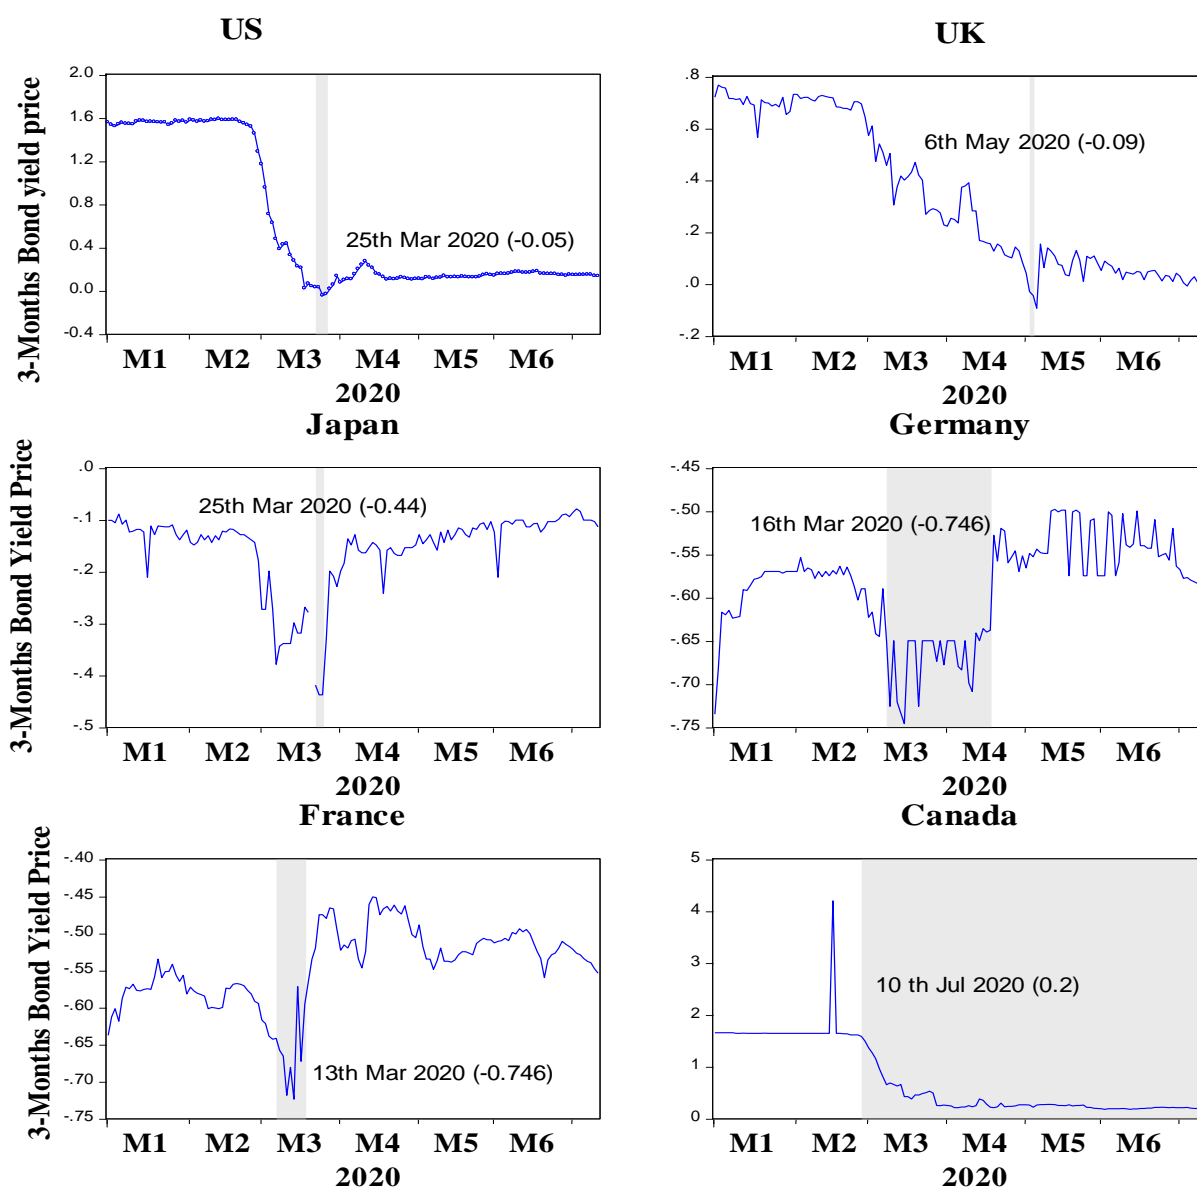 US
3-Months Bond yield price
2.0
1.6
1.2
0.8
0.4
0.0
-0.4
25th Mar 2020 (-0.05)
M1 M2 M3 M4 M5 M6
2020
UK
.8
.6
.4
.2
.0
-.2
6th May 2020 (-0.09)
M1 M2 M3 M4 M5 M6
2020
Japan
3-Months Bond Yield Price
.0
-.1
-.2
-.3
-.4
-.5
25th Mar 2020 (-0.44)
M1 M2 M3 M4 M5 M6
2020
Germany
-.45
-.50
-.55
-.60
-.65
-.70
-.75
16th Mar 2020 (-0.746)
M1 M2 M3 M4 M5 M6
2020
France
3-Months Bond Yield Price
-.40
-.45
-.50
-.55
-.60
-.65
-.70
-.75
13th Mar 2020 (-0.746)
M1 M2 M3 M4 M5 M6
2020
Canada
5
4
3
2
1
0
10 th Jul 2020 (0.2)
M1 M2 M3 M4 M5 M6
2020